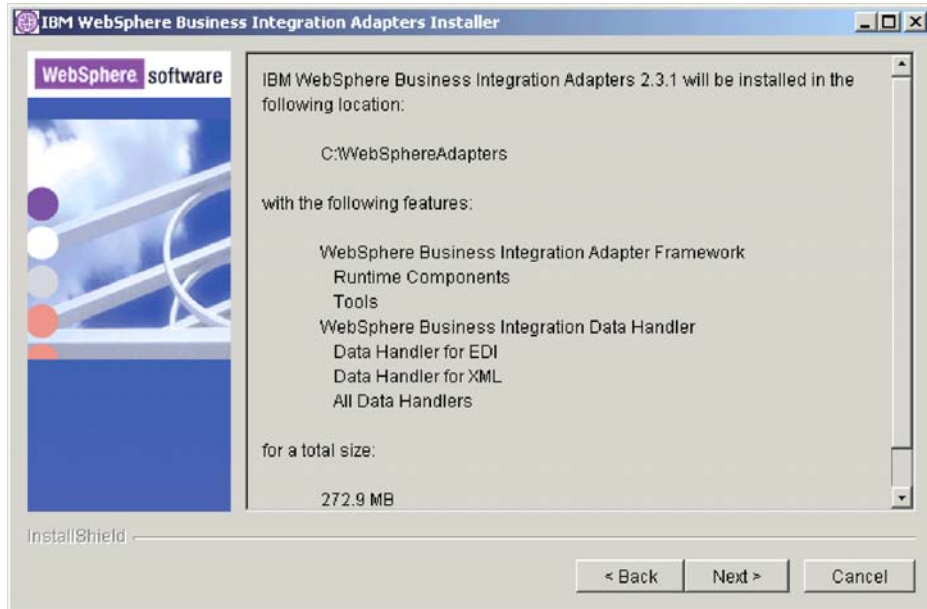 IBM WebSphere Business Integration Adapters Installer
WebSphere software
IBM WebSphere Business Integration Adapters 2.3.1 will be installed in the
following location:
C:\WebSphereAdapters
with the following features:
WebSphere Business Integration Adapter Framework
Runtime Components
Tools
WebSphere Business Integration Data Handler
Data Handler for EDI
Data Handler for XML
All Data Handlers
for a total size:
272.9 MB
InstallShield
< Back
Next >
Cancel